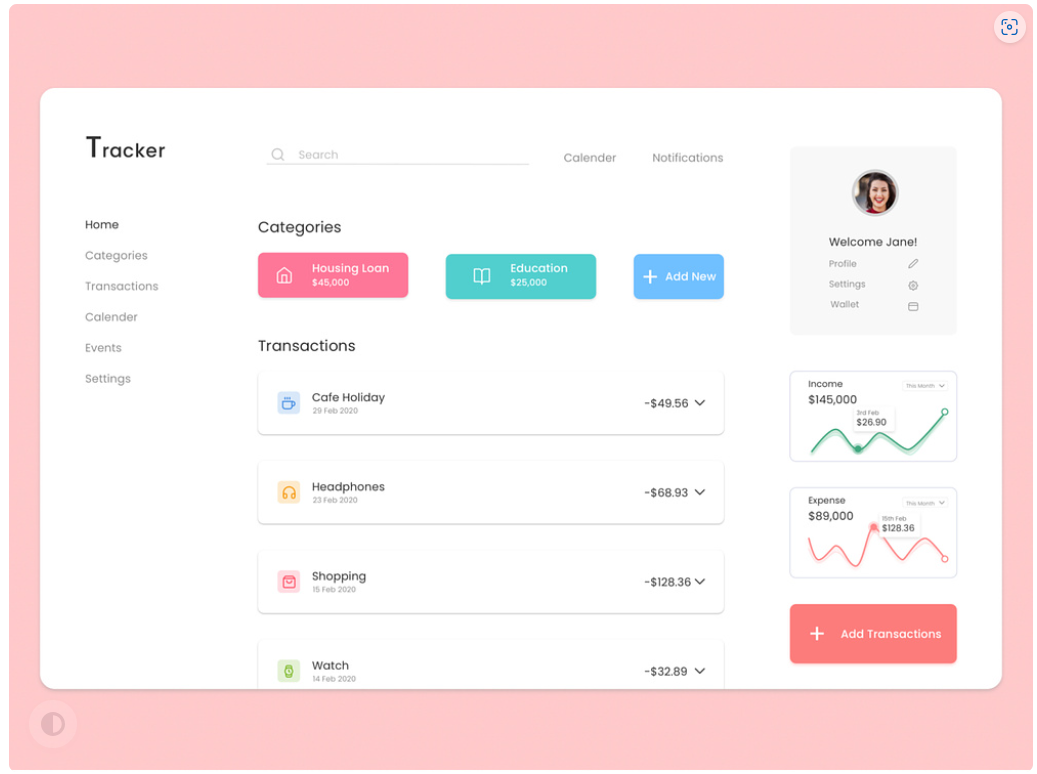 Tracker
Search
Calender
Notifications
Home
Categories
Transactions
Calender
Events
Settings
Categories
Housing Loan
$45,000
Education
$25,000
Add New
Transactions
Cafe Holiday
29 Feb 2020
-$49.56
Headphones
23 Feb 2020
-$68.93
Shopping
15 Feb 2020
-$128.36
Watch
14 Feb 2020
-$32.89
Welcome Jane!
Profile
Settings
Wallet
Income
This Month
$145,000
3rd Feb
$26.90
Expense
This Month
$89,000
15th Feb
$128.36
Add Transactions